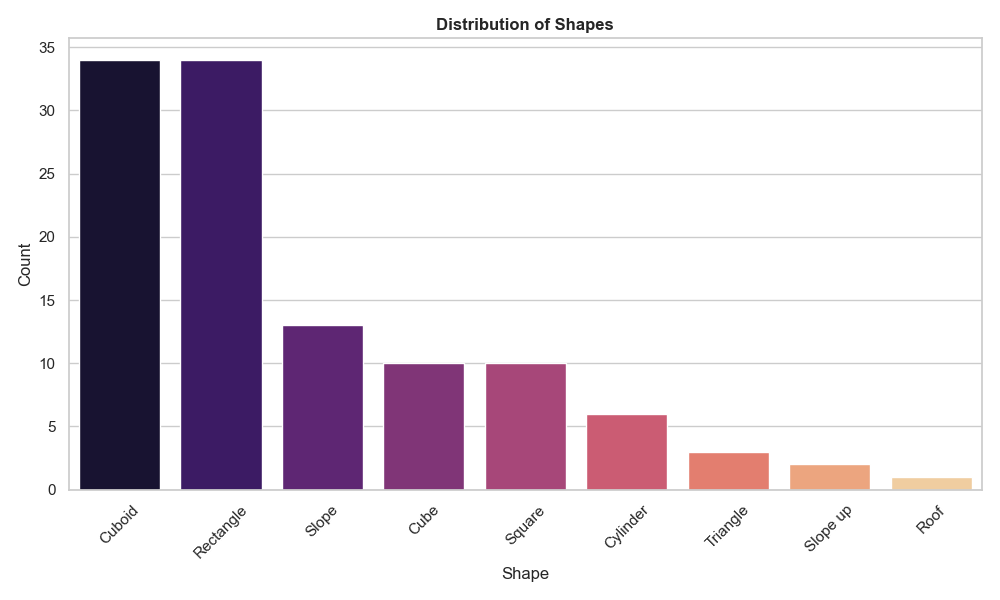 Distribution of Shapes
Count
35
30
25
20
15
10
5
0
Cuboid
Rectangle
Slope
Cube
Square
Cylinder
Triangle
Slope up
Roof
Shape